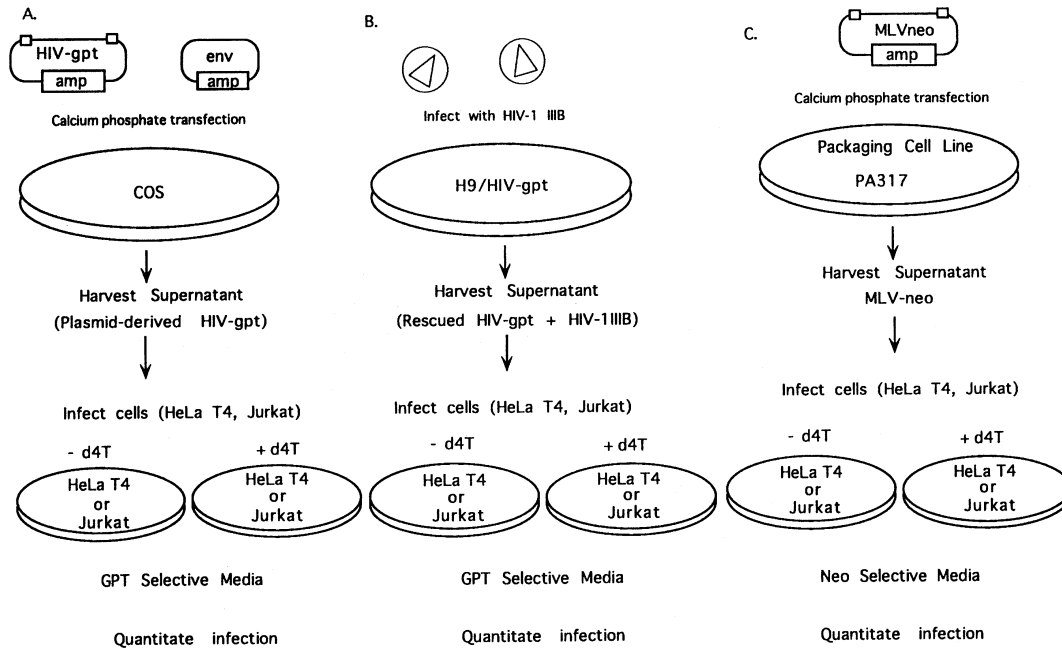 A.
HIV-gpt
amp
env
amp
Calcium phosphate transfection
COS
Harvest Supernatant
(Plasmid-derived HIV-gpt)
Infect cells (HeLa T4, Jurkat)
- d4T
+ d4T
HeLa T4
or
Jurkat
HeLa T4
or
Jurkat
GPT Selective Media
Quantitate infection
B.
Infect with HIV-1 IIIB
H9/HIV-gpt
Harvest Supernatant
(Rescued HIV-gpt + HIV-1IIIB)
Infect cells (HeLa T4, Jurkat)
- d4T
+ d4T
HeLa T4
or
Jurkat
HeLa T4
or
Jurkat
GPT Selective Media
Quantitate infection
C.
MLVneo
amp
Calcium phosphate transfection
Packaging Cell Line
PA317
Harvest Supernatant
MLV-neo
Infect cells (HeLa T4, Jurkat)
- d4T
+ d4T
HeLa T4
or
Jurkat
HeLa T4
or
Jurkat
Neo Selective Media
Quantitate infection